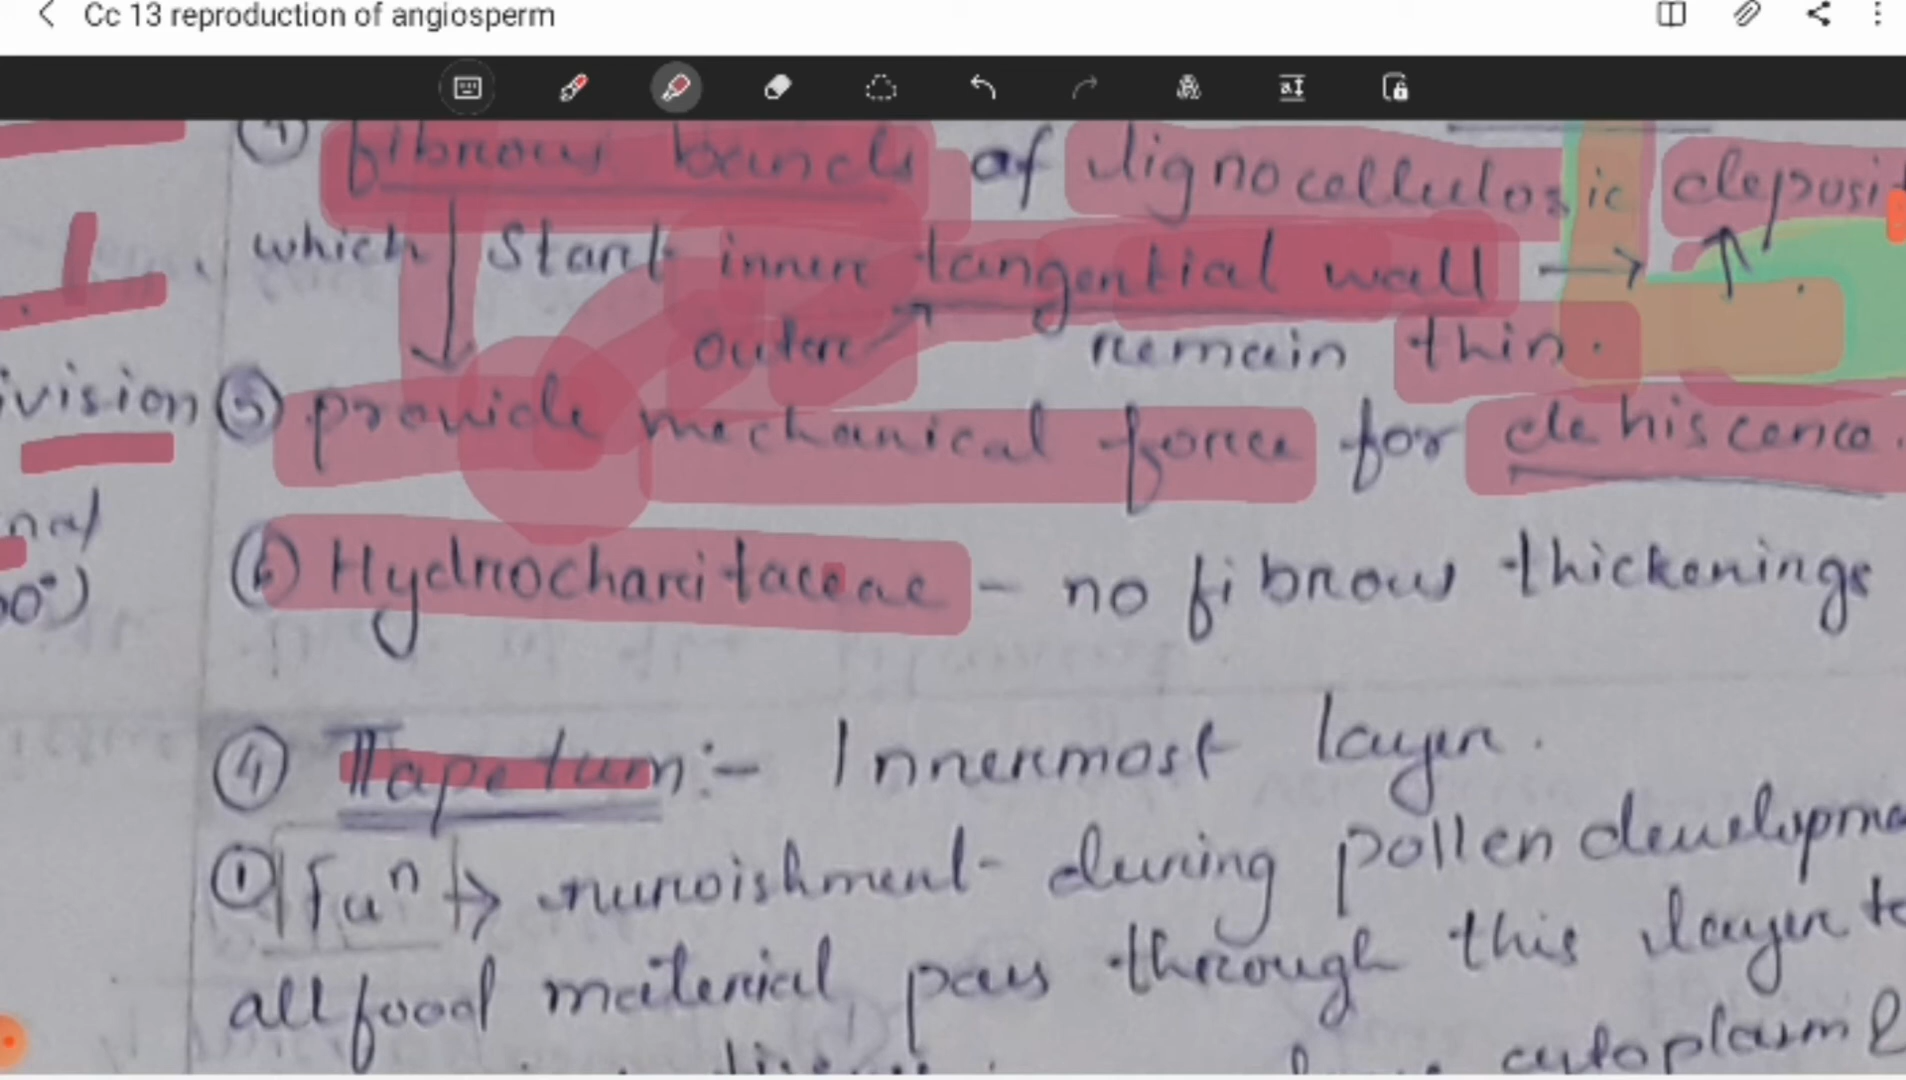 Cc 13 reproduction of angiosperm
④ fibrous bands of lignocellulosic deposi
which start inner tangential wall →
outer remain thin.
ivision
⑤ provide mechanical force for dehiscence.
⑥ Hydrocharitaceae - no fibrous thickenings
④ Tapetum:- Innermost layer.
① Fuⁿ → nuroishment during pollen developme
all food material pass through this layer to
cytoplasm &